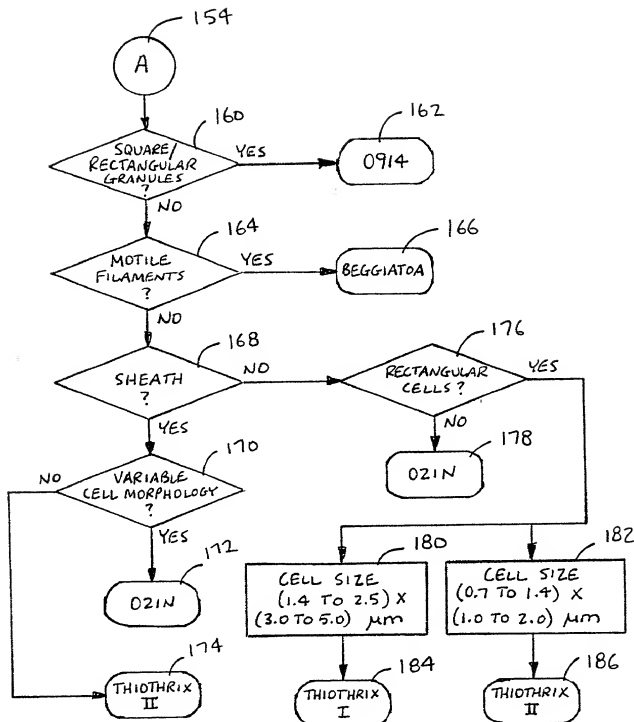 154
A
160
162
SQUARE/
RECTANGULAR
GRANULES
?
YES
0914
NO
164
166
MOTILE
FILAMENTS
?
YES
BEGGIATOA
NO
168
176
SHEATH
?
NO
RECTANGULAR
CELLS?
YES
YES
NO
170
178
NO
VARIABLE
CELL MORPHOLOGY
?
021N
YES
172
180
182
021N
CELL SIZE
(1.4 TO 2.5) X
(3.0 TO 5.0) μm
CELL SIZE
(0.7 TO 1.4) X
(1.0 TO 2.0) μm
174
184
186
THIOTHRIX
II
THIOTHRIX
I
THIOTHRIX
II